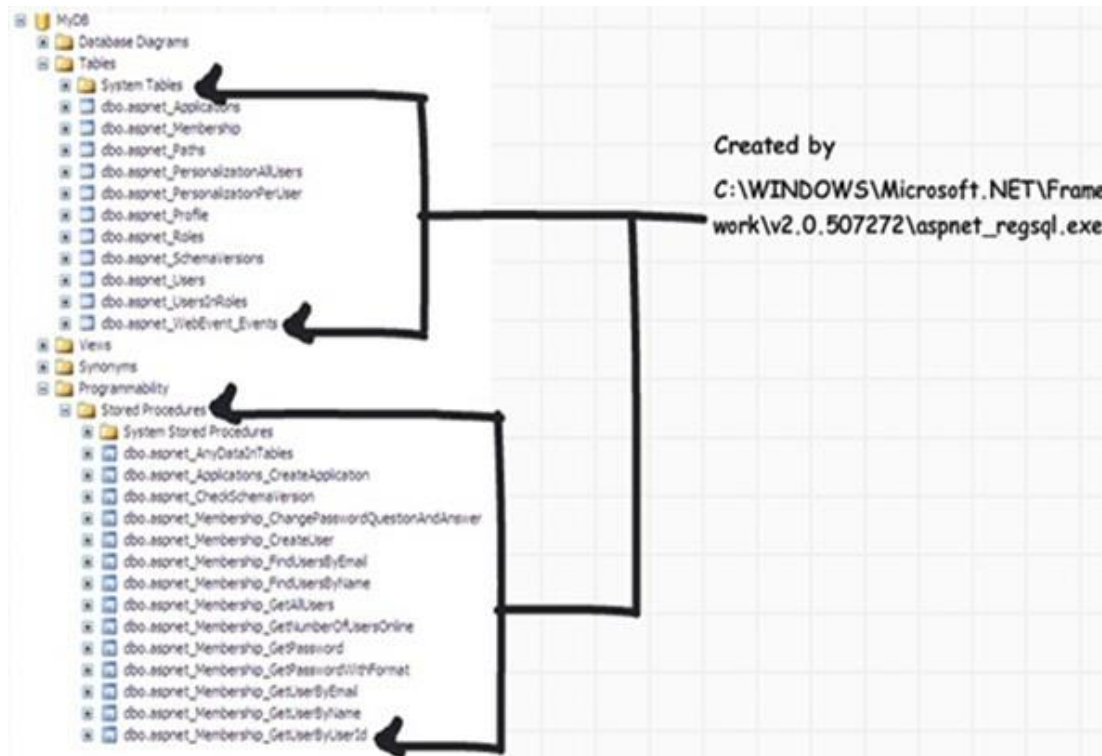 MyDB
Database Diagrams
Tables
System Tables
dbo.aspnet_Applications
dbo.aspnet_Membership
dbo.aspnet_Paths
dbo.aspnet_PersonalizationAllUsers
dbo.aspnet_PersonalizationPerUser
dbo.aspnet_Profile
dbo.aspnet_Roles
dbo.aspnet_SchemaVersions
dbo.aspnet_Users
dbo.aspnet_UsersInRoles
dbo.aspnet_WebEvent_Events
Views
Synonyms
Programmability
Stored Procedures
System Stored Procedures
dbo.aspnet_AnyDataInTables
dbo.aspnet_Applications_CreateApplication
dbo.aspnet_CheckSchemaVersion
dbo.aspnet_Membership_ChangePasswordQuestionAndAnswer
dbo.aspnet_Membership_CreateUser
dbo.aspnet_Membership_FindUsersByEmail
dbo.aspnet_Membership_FindUsersByName
dbo.aspnet_Membership_GetAllUsers
dbo.aspnet_Membership_GetNumberOfUsersOnline
dbo.aspnet_Membership_GetPassword
dbo.aspnet_Membership_GetPasswordWithFormat
dbo.aspnet_Membership_GetUserByEmail
dbo.aspnet_Membership_GetUserByName
dbo.aspnet_Membership_GetUserByUserId
Created by
C:\WINDOWS\Microsoft.NET\Frame
work\v2.0.507272\aspnet_regsql.exe